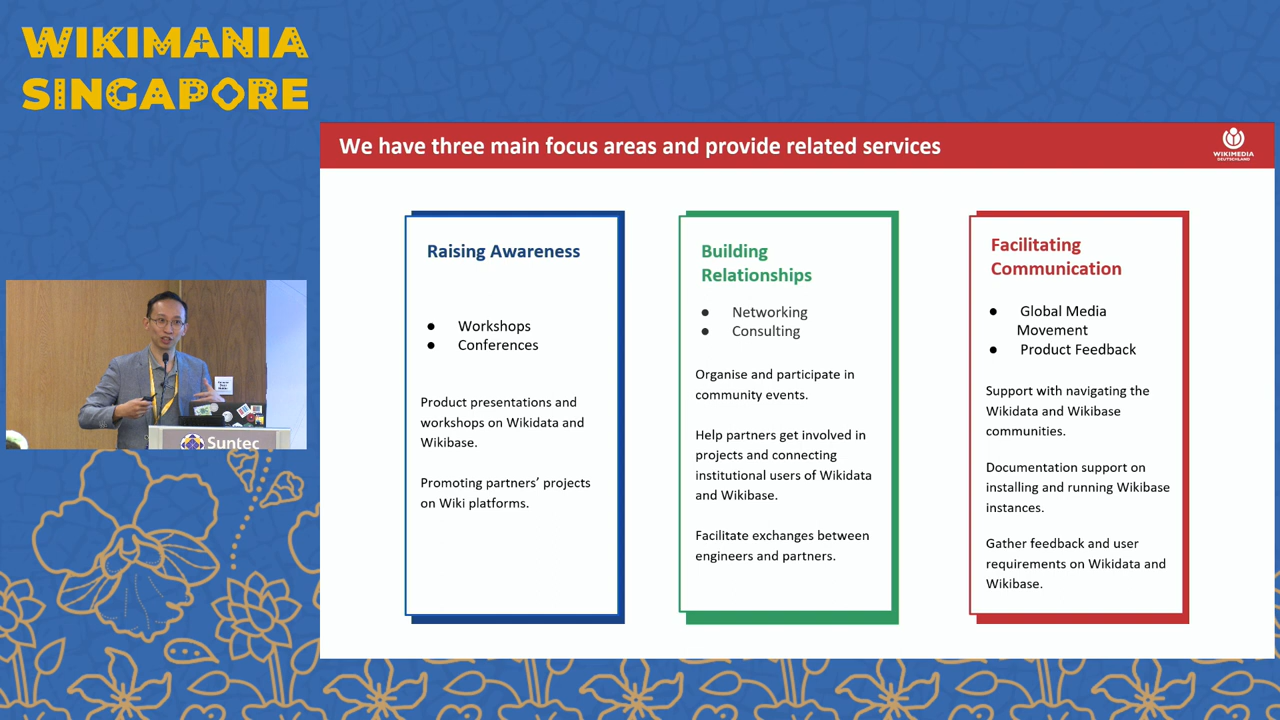 WIKIMANIA
SINGAPORE
We have three main focus areas and provide related services
WIKIMEDIA
DEUTSCHLAND
Raising Awareness
● Workshops
● Conferences
Product presentations and
workshops on Wikidata and
Wikibase.
Promoting partners’ projects
on Wiki platforms.
Building
Relationships
● Networking
● Consulting
Organise and participate in
community events.
Help partners get involved in
projects and connecting
institutional users of Wikidata
and Wikibase.
Facilitate exchanges between
engineers and partners.
Facilitating
Communication
● Global Media
Movement
● Product Feedback
Support with navigating the
Wikidata and Wikibase
communities.
Documentation support on
installing and running Wikibase
instances.
Gather feedback and user
requirements on Wikidata and
Wikibase.
Suntec